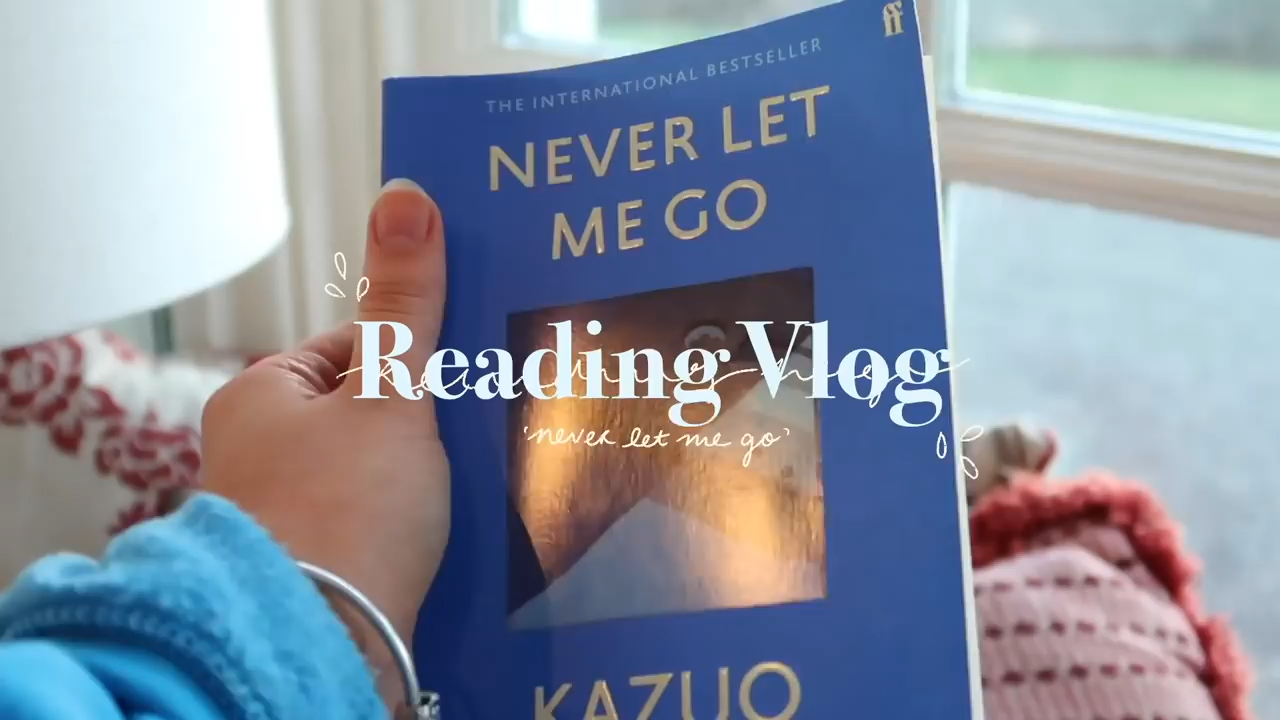 ff
THE INTERNATIONAL BESTSELLER
NEVER LET
ME GO
Reading Vlog
'never let me go'
KAZUO